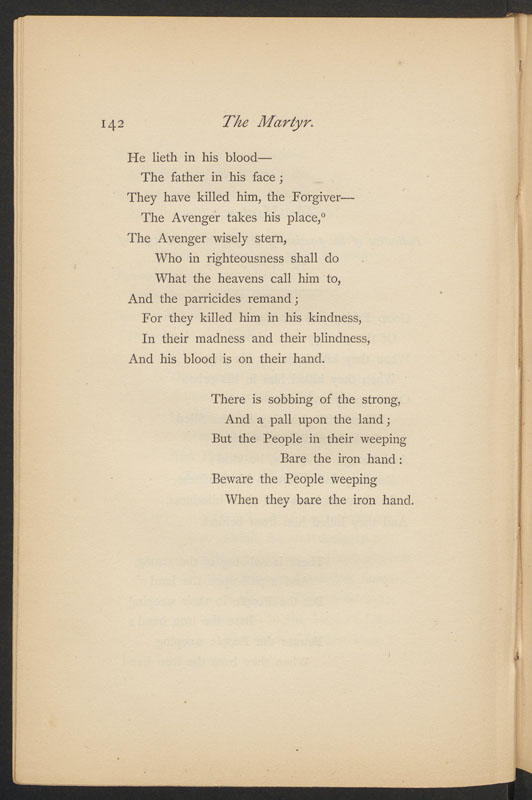 142 The Martyr.
He lieth in his blood—
The father in his face ;
They have killed him, the Forgiver—
The Avenger takes his place,°
The Avenger wisely stern,
Who in righteousness shall do
What the heavens call him to,
And the parricides remand ;
For they killed him in his kindness,
In their madness and their blindness,
And his blood is on their hand.
There is sobbing of the strong,
And a pall upon the land ;
But the People in their weeping
Bare the iron hand :
Beware the People weeping
When they bare the iron hand.